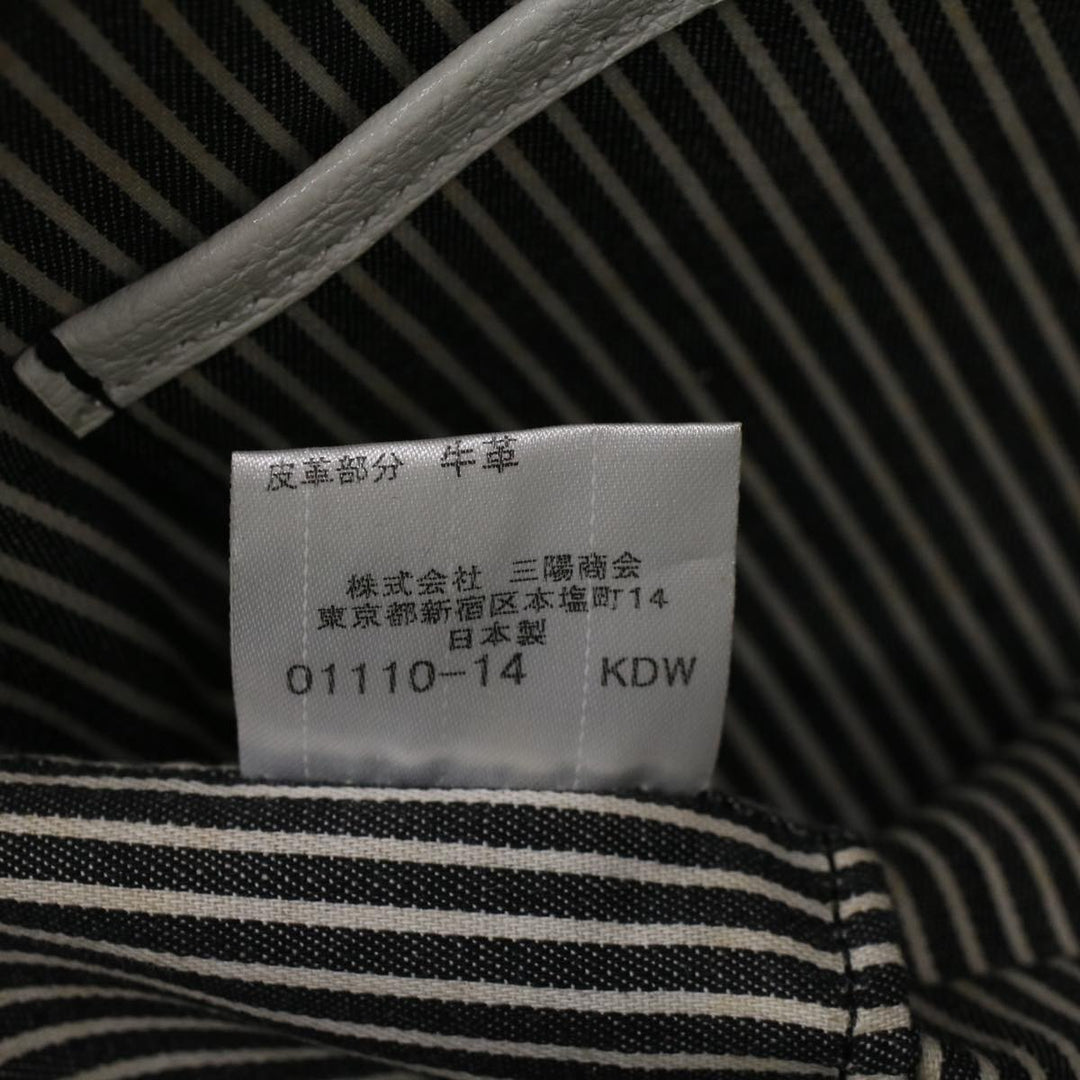 皮革部分 牛革
株式会社 三陽商会
東京都新宿区本塩町14
日本製
01110-14 KDW